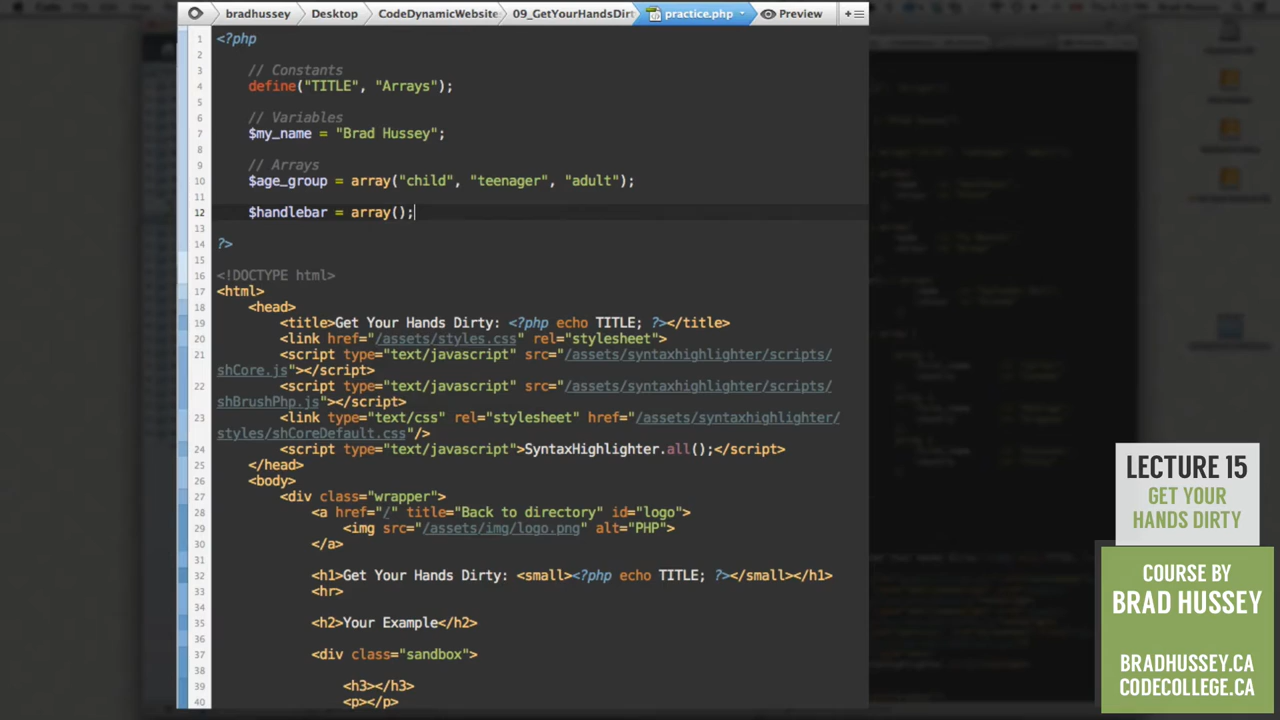 bradhussey
Desktop
CodeDynamicWebsite
09_GetYourHandsDirt
practice.php
Preview
1 <?php
2
3 // Constants
4 define("TITLE", "Arrays");
5
6 // Variables
7 $my_name = "Brad Hussey";
8
9 // Arrays
10 $age_group = array("child", "teenager", "adult");
11
12 $handlebar = array();
13
14 ?>
15
16 <!DOCTYPE html>
17 <html>
18 <head>
19 <title>Get Your Hands Dirty: <?php echo TITLE; ?></title>
20 <link href="/assets/styles.css" rel="stylesheet">
21 <script type="text/javascript" src="/assets/syntaxhighlighter/scripts/
shCore.js"></script>
22 <script type="text/javascript" src="/assets/syntaxhighlighter/scripts/
shBrushPhp.js"></script>
23 <link type="text/css" rel="stylesheet" href="/assets/syntaxhighlighter/
styles/shCoreDefault.css"/>
24 <script type="text/javascript">SyntaxHighlighter.all();</script>
25 </head>
26 <body>
27 <div class="wrapper">
28 <a href="/" title="Back to directory" id="logo">
29 <img src="/assets/img/logo.png" alt="PHP">
30 </a>
31
32 <h1>Get Your Hands Dirty: <small><?php echo TITLE; ?></small></h1>
33 <hr>
34
35 <h2>Your Example</h2>
36
37 <div class="sandbox">
38
39 <h3></h3>
40 <p></p>
LECTURE 15
GET YOUR
HANDS DIRTY
COURSE BY
BRAD HUSSEY
BRADHUSSEY.CA
CODECOLLEGE.CA